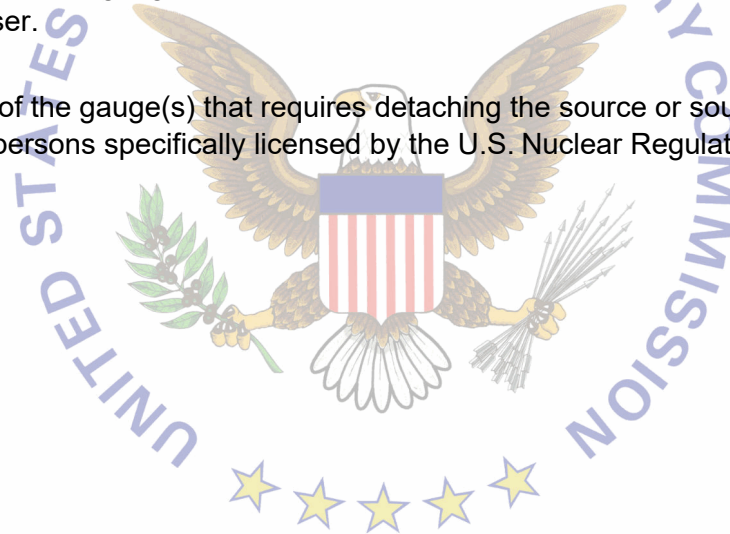 ser.
of the gauge(s) that requires detaching the source or sou
persons specifically licensed by the U.S. Nuclear Regulat
UNITED STATES
Y COMMISSION